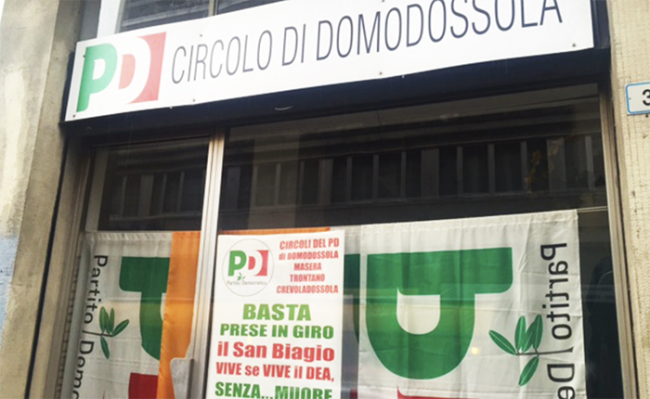 PD CIRCOLO DI DOMODOSSOLA
3
PD
Partito Democratico
CIRCOLI DEL PD
di DOMODOSSOLA
MASERA
TRONTANO
CREVOLADOSSOLA
BASTA
PRESE IN GIRO
il San Biagio
VIVE se VIVE il DEA,
SENZA...MUORE
Partito Demo
Partito De